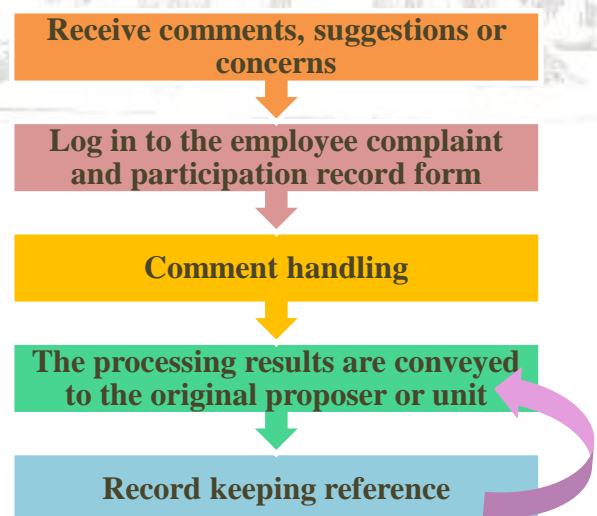 Receive comments, suggestions or
concerns
Log in to the employee complaint
and participation record form
Comment handling
The processing results are conveyed
to the original proposer or unit
Record keeping reference